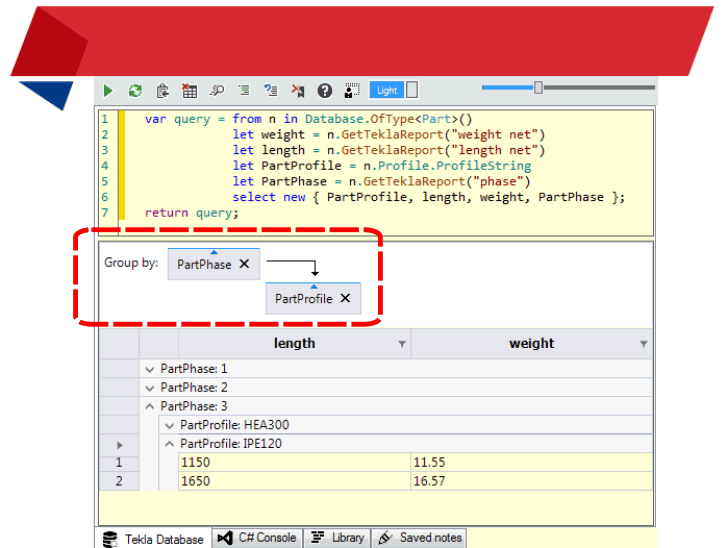 Light
1 var query = from n in Database.OfType<Part>()
2 let weight = n.GetTeklaReport("weight net")
3 let length = n.GetTeklaReport("length net")
4 let PartProfile = n.Profile.ProfileString
5 let PartPhase = n.GetTeklaReport("phase")
6 select new { PartProfile, length, weight, PartPhase };
7 return query;
Group by: PartPhase ✕
PartProfile ✕
length weight
PartPhase: 1
PartPhase: 2
PartPhase: 3
PartProfile: HEA300
PartProfile: IPE120
1 1150 11.55
2 1650 16.57
Tekla Database C# Console Library Saved notes